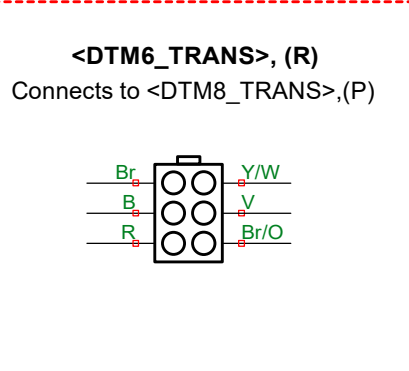 <DTM6_TRANS>, (R)
Connects to <DTM8_TRANS>,(P)
Br Y/W
B V
R Br/O